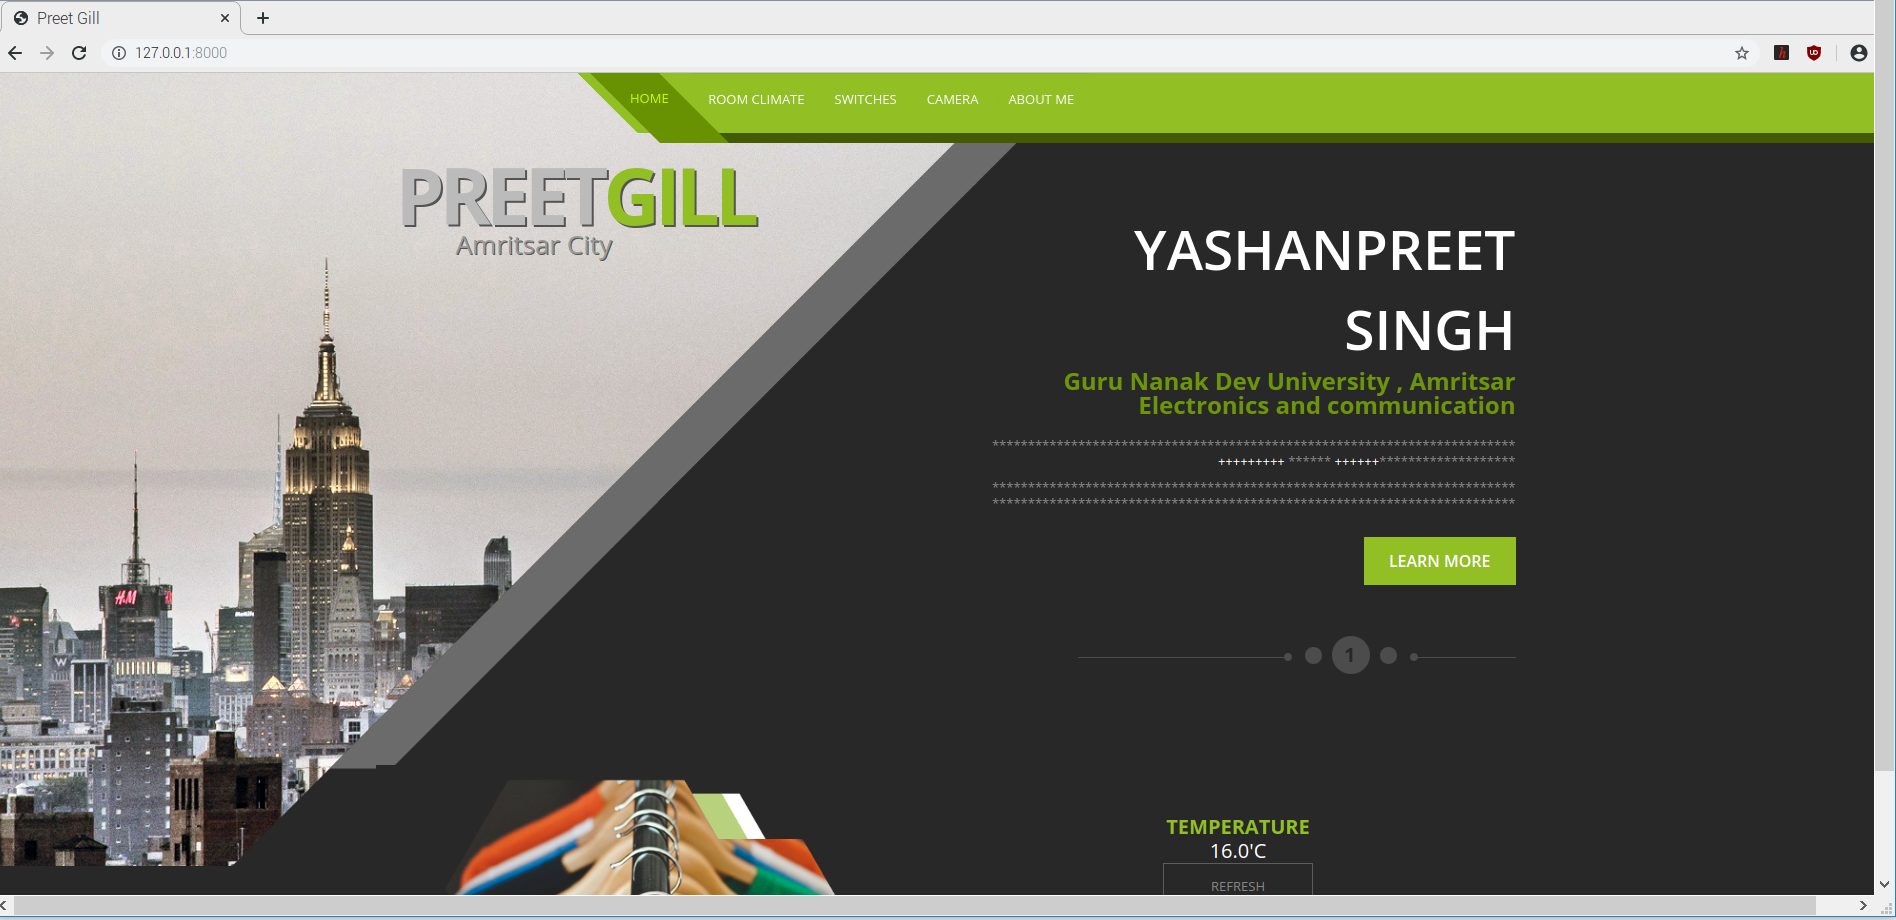 Preet Gill
127.0.0.1:8000
HOME ROOM CLIMATE SWITCHES CAMERA ABOUT ME
PREETGILL
Amritsar City
YASHANPREET
SINGH
Guru Nanak Dev University , Amritsar
Electronics and communication
*************************************************************************
+++++++++ ****** ++++++*******************
*************************************************************************
*************************************************************************
LEARN MORE
1
H&M
W
TEMPERATURE
16.0'C
REFRESH